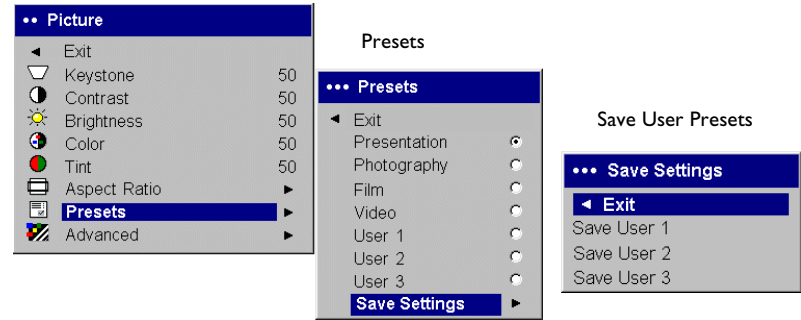 •• Picture
Exit
Keystone 50
Contrast 50
Brightness 50
Color 50
Tint 50
Aspect Ratio
Presets
Advanced
Presets
••• Presets
Exit
Presentation
Photography
Film
Video
User 1
User 2
User 3
Save Settings
Save User Presets
••• Save Settings
Exit
Save User 1
Save User 2
Save User 3